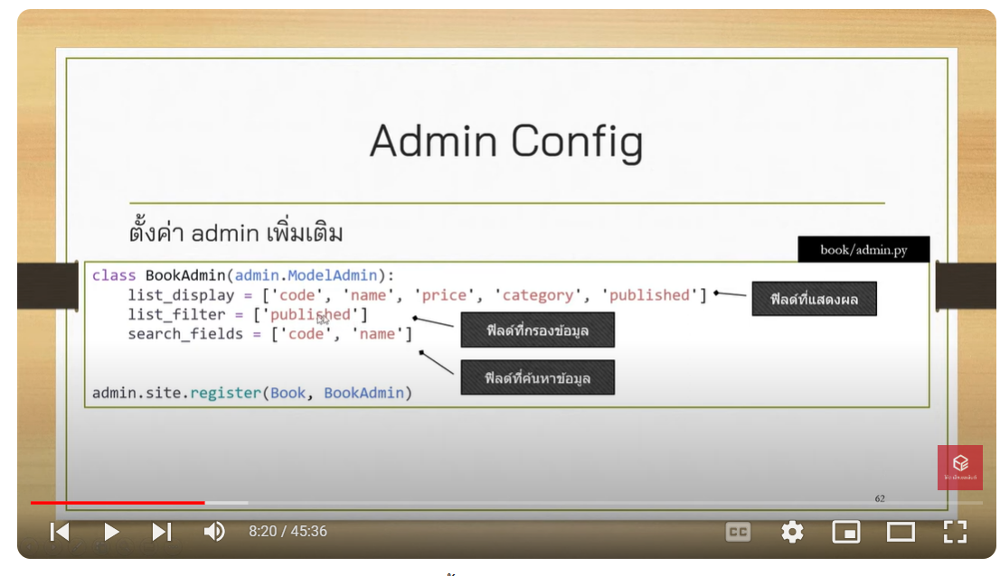 Admin Config
ตั้งค่า admin เพิ่มเติม
book/admin.py
class BookAdmin(admin.ModelAdmin):
list_display = ['code', 'name', 'price', 'category', 'published']
ฟิลด์ที่แสดงผล
list_filter = ['published']
ฟิลด์ที่กรองข้อมูล
search_fields = ['code', 'name']
ฟิลด์ที่ค้นหาข้อมูล
admin.site.register(Book, BookAdmin)
62
8:20 / 45:36
CC